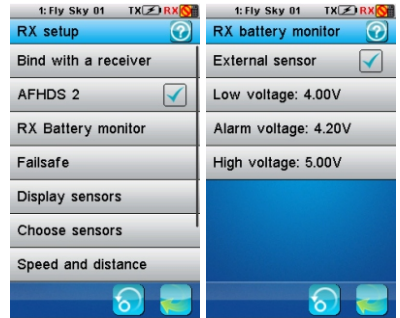 1: Fly Sky 01 TX RX
RX setup
Bind with a receiver
AFHDS 2
RX Battery monitor
Failsafe
Display sensors
Choose sensors
Speed and distance
1: Fly Sky 01 TX RX
RX battery monitor
External sensor
Low voltage: 4.00V
Alarm voltage: 4.20V
High voltage: 5.00V